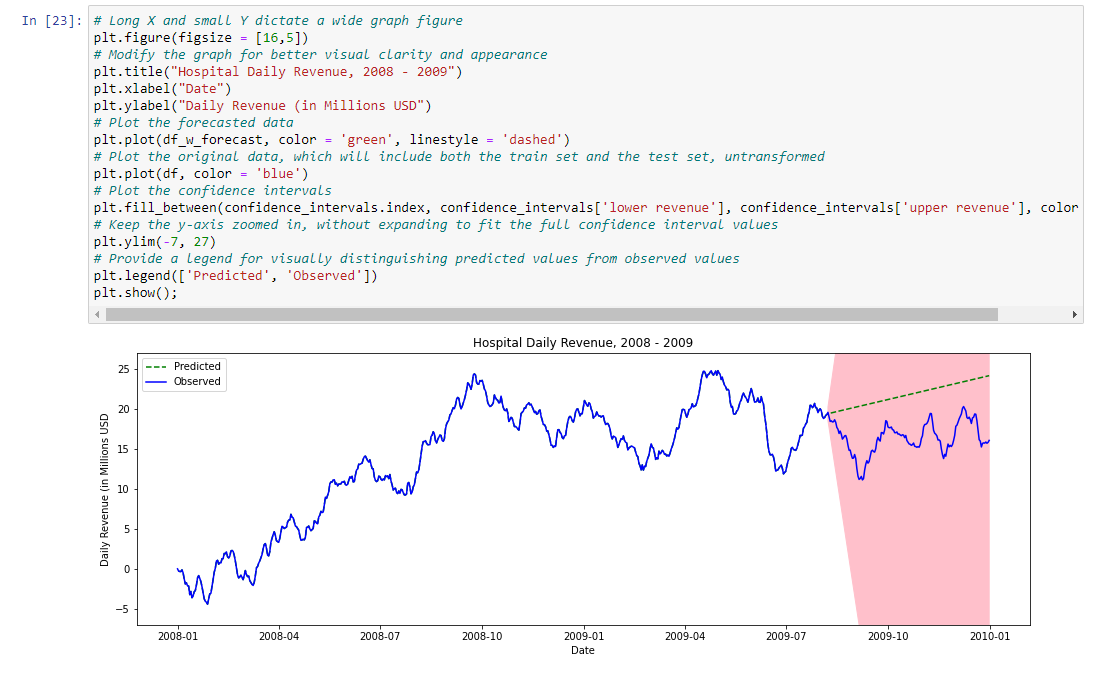 In [23]:
# Long X and small Y dictate a wide graph figure
plt.figure(figsize = [16,5])
# Modify the graph for better visual clarity and appearance
plt.title("Hospital Daily Revenue, 2008 - 2009")
plt.xlabel("Date")
plt.ylabel("Daily Revenue (in Millions USD")
# Plot the forecasted data
plt.plot(df_w_forecast, color = 'green', linestyle = 'dashed')
# Plot the original data, which will include both the train set and the test set, untransformed
plt.plot(df, color = 'blue')
# Plot the confidence intervals
plt.fill_between(confidence_intervals.index, confidence_intervals['lower revenue'], confidence_intervals['upper revenue'], color
# Keep the y-axis zoomed in, without expanding to fit the full confidence interval values
plt.ylim(-7, 27)
# Provide a legend for visually distinguishing predicted values from observed values
plt.legend(['Predicted', 'Observed'])
plt.show();
Hospital Daily Revenue, 2008 - 2009
Predicted
Observed
Daily Revenue (in Millions USD
25
20
15
10
5
0
−5
2008-01 2008-04 2008-07 2008-10 2009-01 2009-04 2009-07 2009-10 2010-01
Date